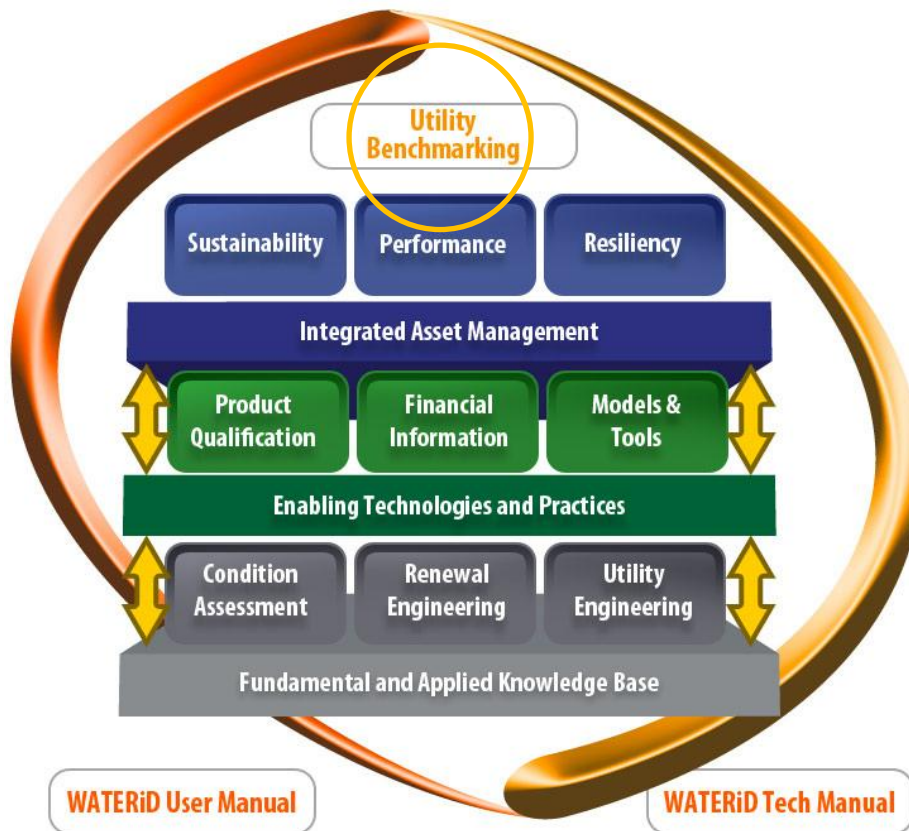 Utility
Benchmarking
Sustainability
Performance
Resiliency
Integrated Asset Management
Product
Qualification
Financial
Information
Models &
Tools
Enabling Technologies and Practices
Condition
Assessment
Renewal
Engineering
Utility
Engineering
Fundamental and Applied Knowledge Base
WATERiD User Manual
WATERiD Tech Manual